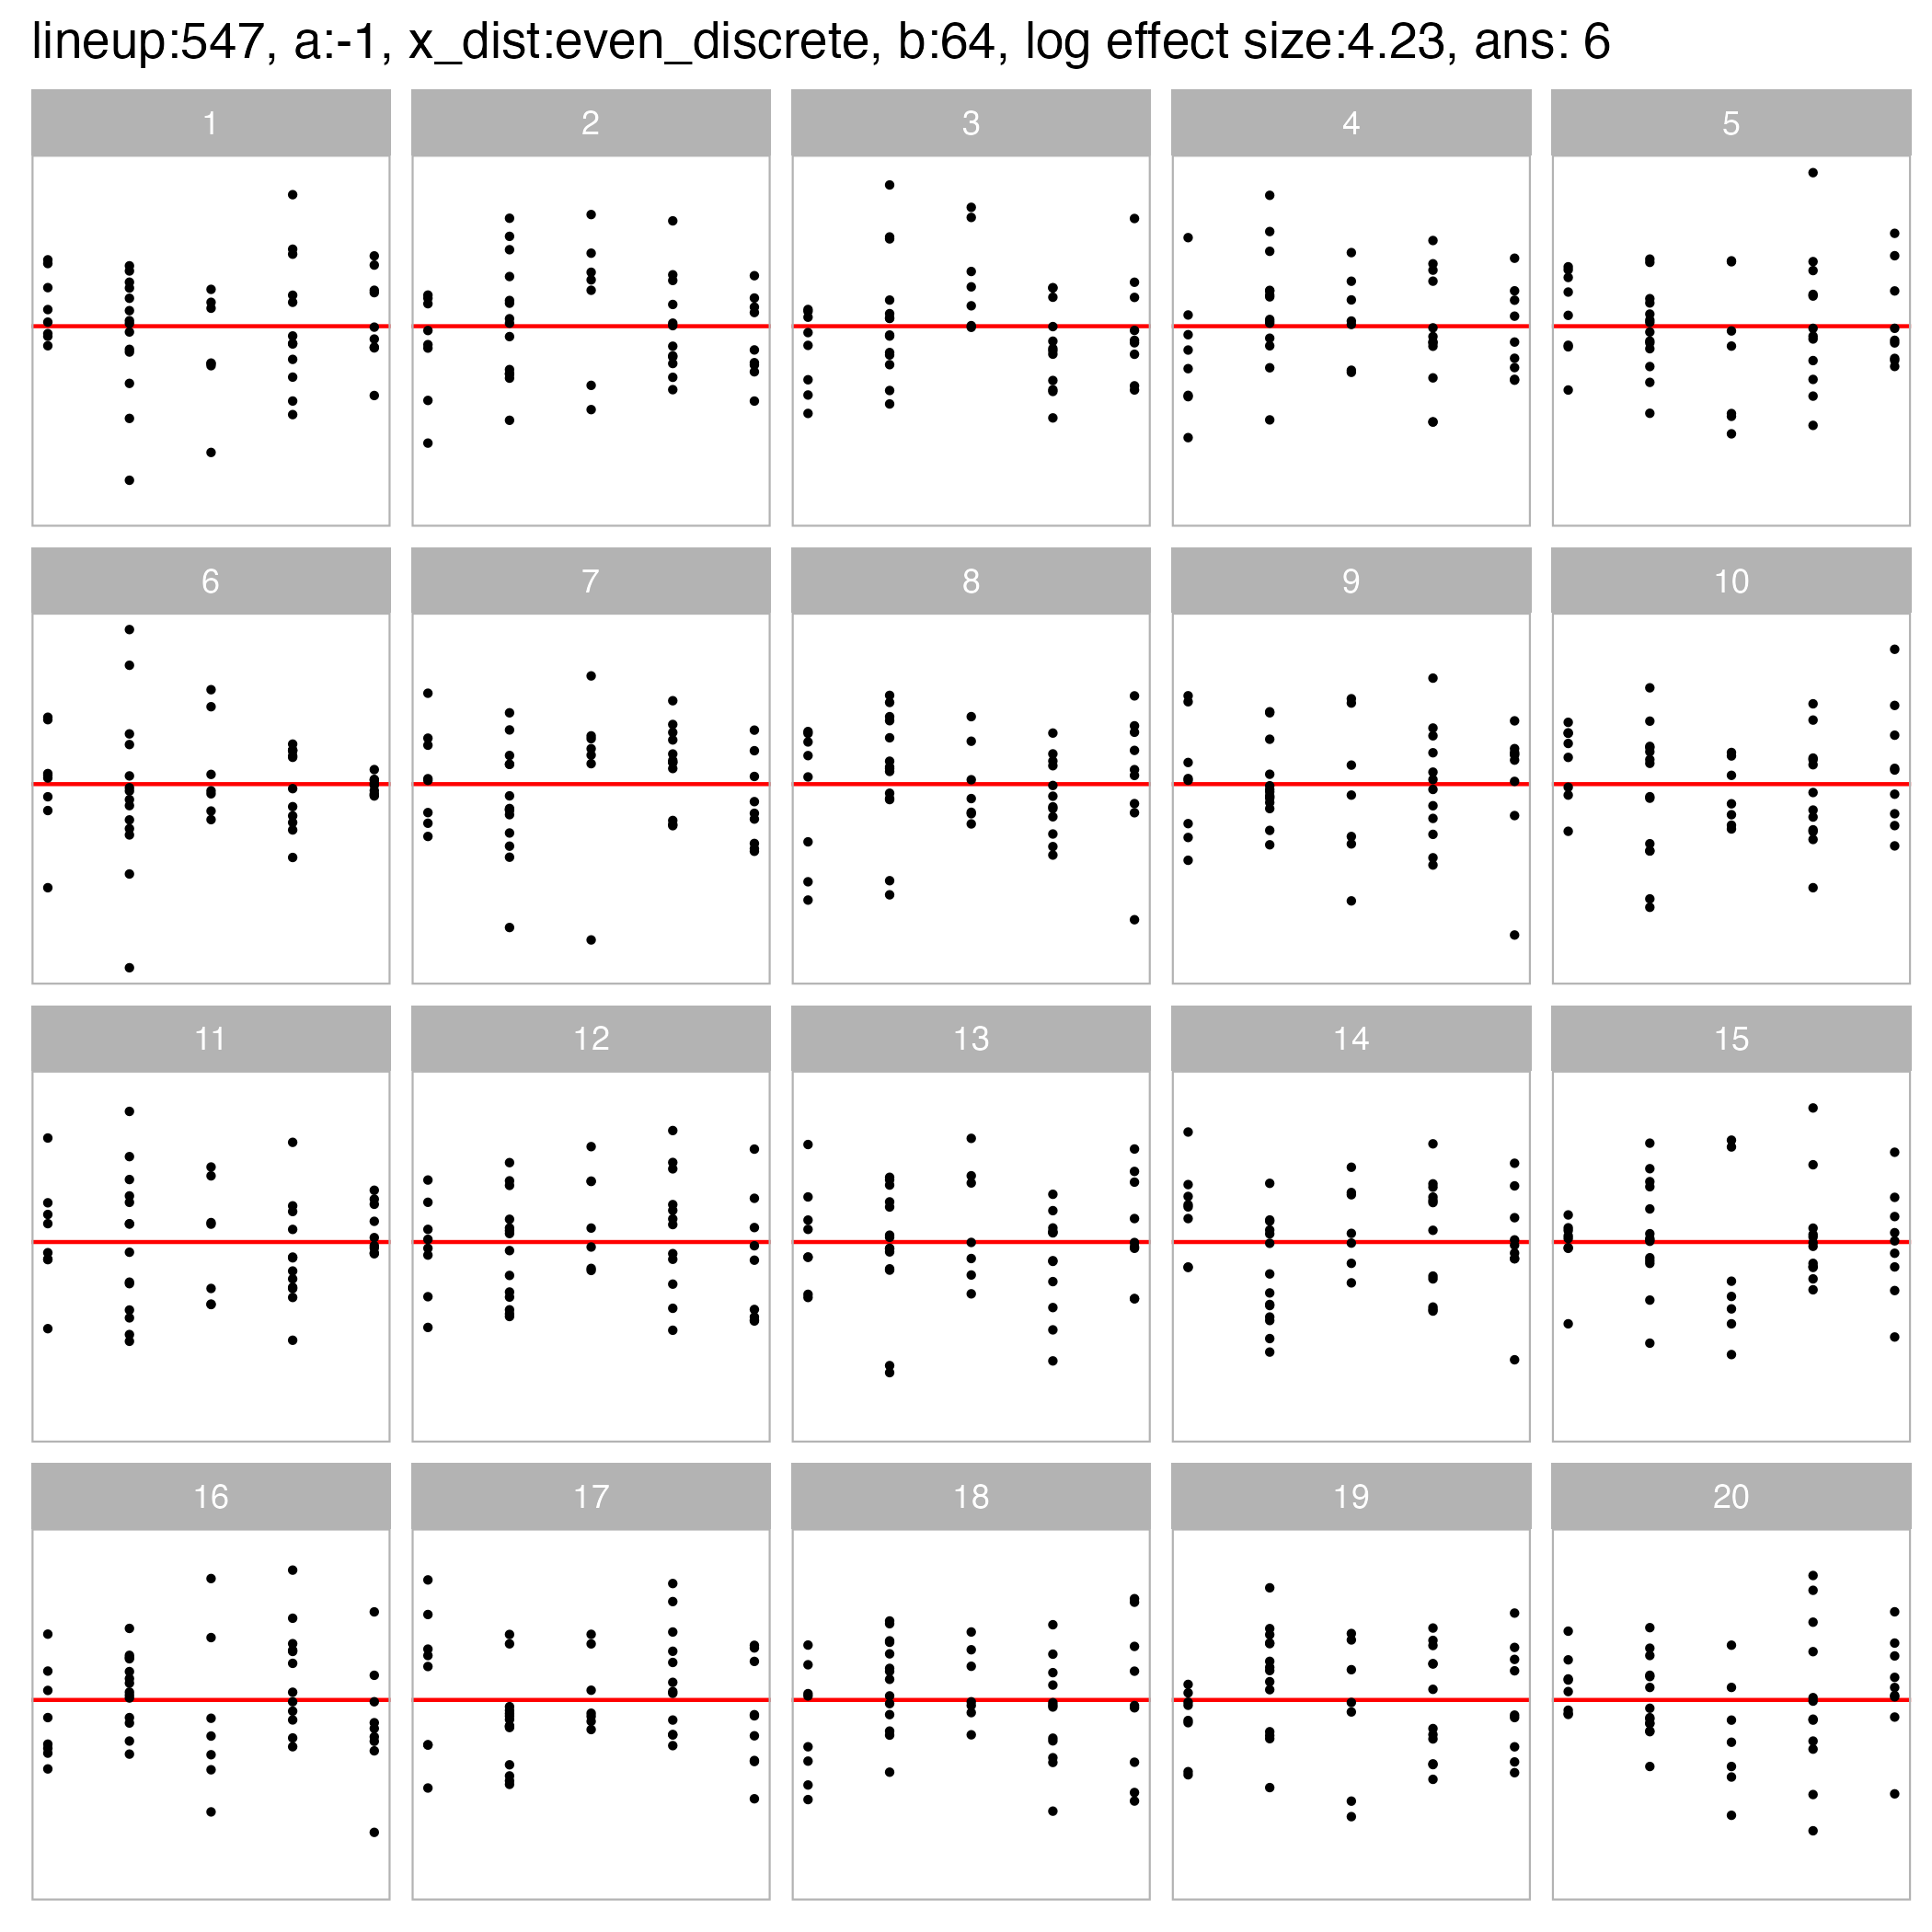 lineup:547, a:-1, x_dist:even_discrete, b:64, log effect size:4.23, ans: 6
1 2 3 4 5
6 7 8 9 10
11 12 13 14 15
16 17 18 19 20